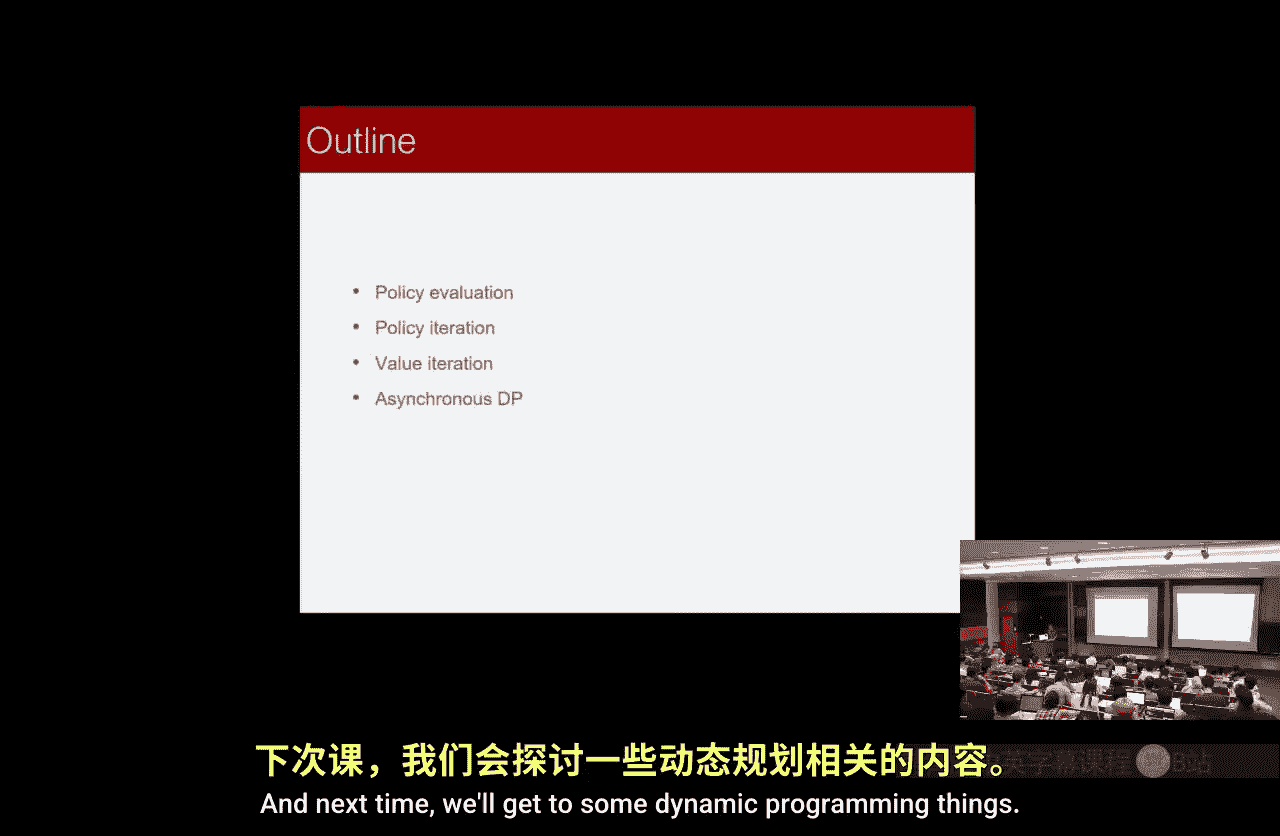 Outline
• Policy evaluation
• Policy iteration
• Value iteration
• Asynchronous DP
下次课，我们会探讨一些动态规划相关的内容。
And next time, we'll get to some dynamic programming things.